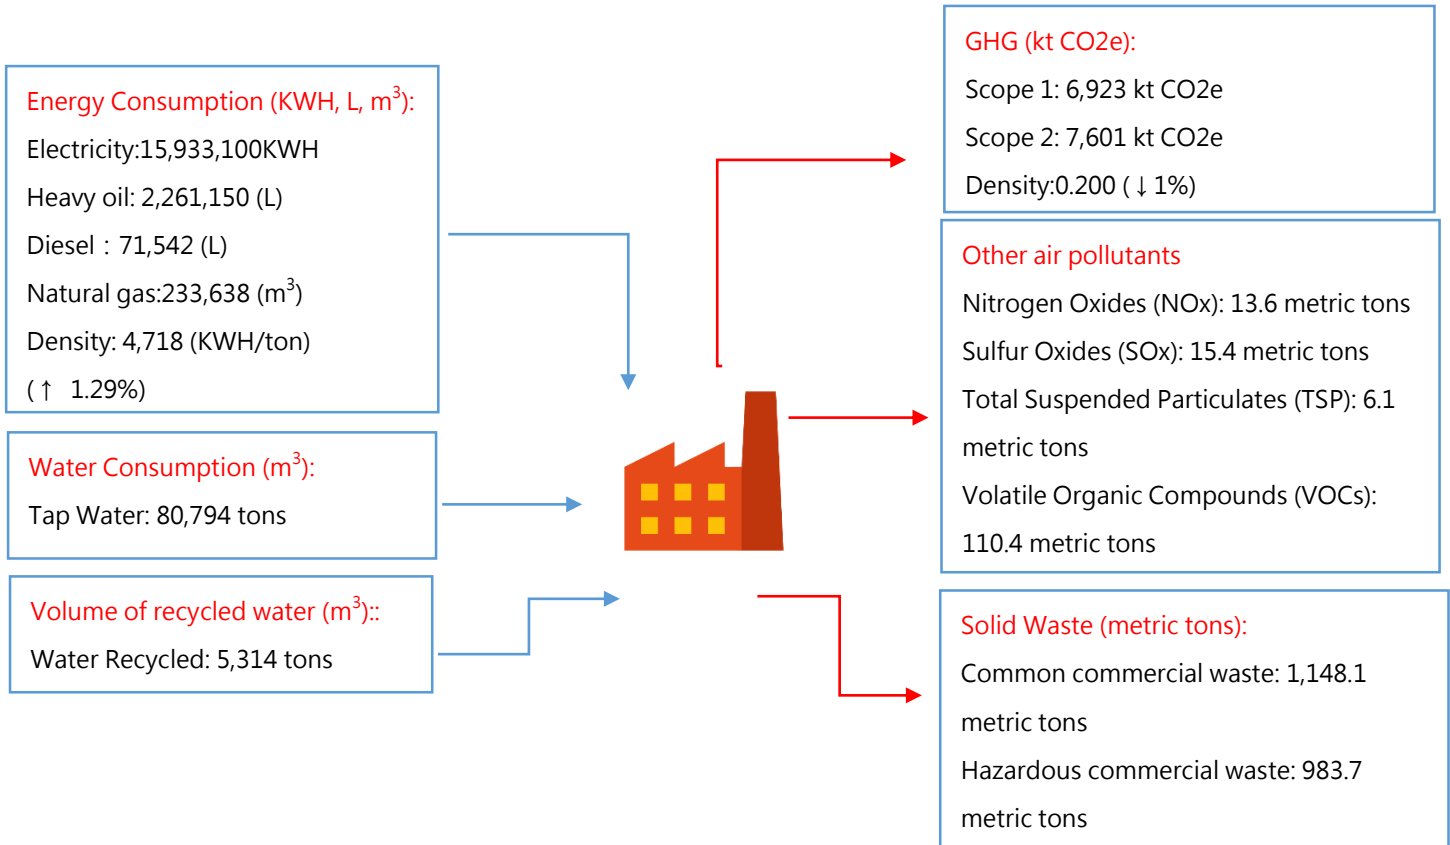 Energy Consumption (KWH, L, m³):
Electricity:15,933,100KWH
Heavy oil: 2,261,150 (L)
Diesel：71,542 (L)
Natural gas:233,638 (m³)
Density: 4,718 (KWH/ton)
(↑ 1.29%)
Water Consumption (m³):
Tap Water: 80,794 tons
Volume of recycled water (m³)::
Water Recycled: 5,314 tons
GHG (kt CO2e):
Scope 1: 6,923 kt CO2e
Scope 2: 7,601 kt CO2e
Density:0.200 (↓1%)
Other air pollutants
Nitrogen Oxides (NOx): 13.6 metric tons
Sulfur Oxides (SOx): 15.4 metric tons
Total Suspended Particulates (TSP): 6.1
metric tons
Volatile Organic Compounds (VOCs):
110.4 metric tons
Solid Waste (metric tons):
Common commercial waste: 1,148.1
metric tons
Hazardous commercial waste: 983.7
metric tons